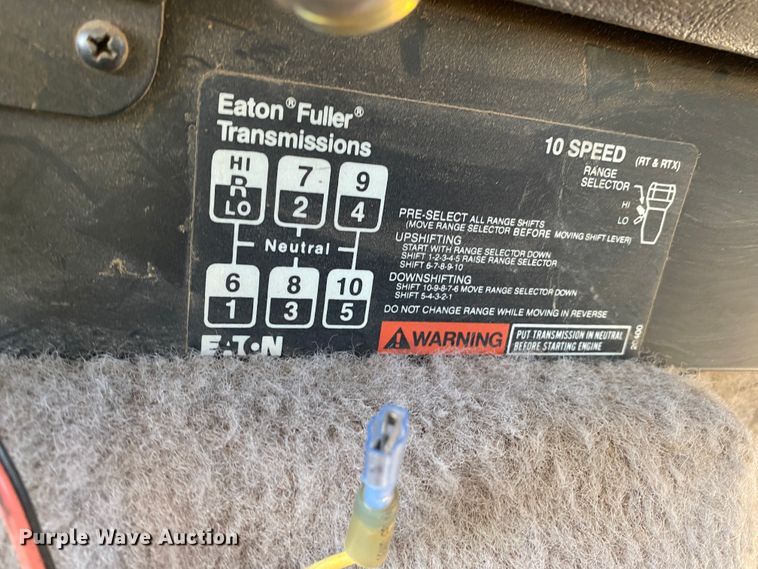 Eaton® Fuller®
Transmissions
10 SPEED (RT & RTX)
RANGE
SELECTOR
HI
LO
HI
R
LO
7
2
9
4
Neutral
6
1
8
3
10
5
PRE-SELECT ALL RANGE SHIFTS
(MOVE RANGE SELECTOR BEFORE MOVING SHIFT LEVER)
UPSHIFTING
START WITH RANGE SELECTOR DOWN
SHIFT 1-2-3-4-5 RAISE RANGE SELECTOR
SHIFT 6-7-8-9-10
DOWNSHIFTING
SHIFT 10-9-8-7-6 MOVE RANGE SELECTOR DOWN
SHIFT 5-4-3-2-1
DO NOT CHANGE RANGE WHILE MOVING IN REVERSE
WARNING
PUT TRANSMISSION IN NEUTRAL
BEFORE STARTING ENGINE
EATON
Purple Wave Auction